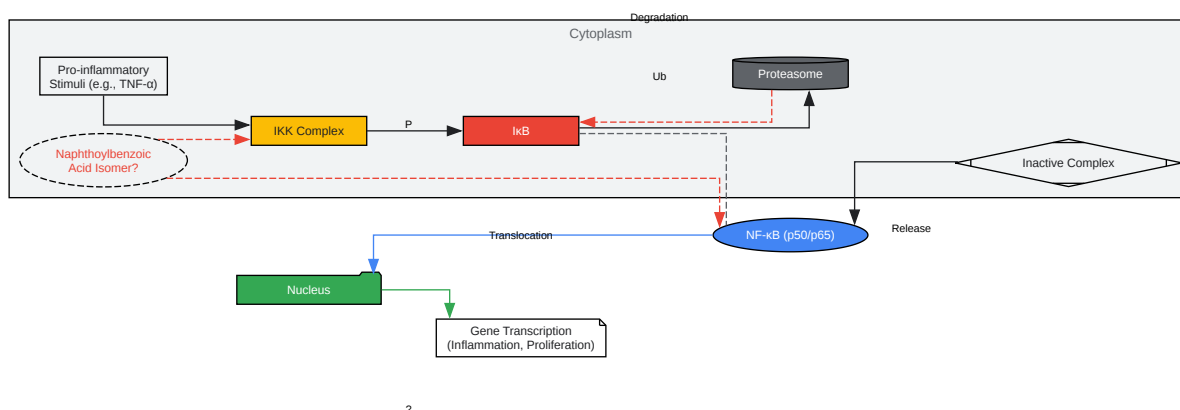 Degradation
Cytoplasm
Pro-inflammatory
Stimuli (e.g., TNF-α)
Ub
Proteasome
IKK Complex
P
IκB
Naphthoylbenzoic
Acid Isomer?
Inactive Complex
NF-κB (p50/p65)
Release
Translocation
Nucleus
Gene Transcription
(Inflammation, Proliferation)
?